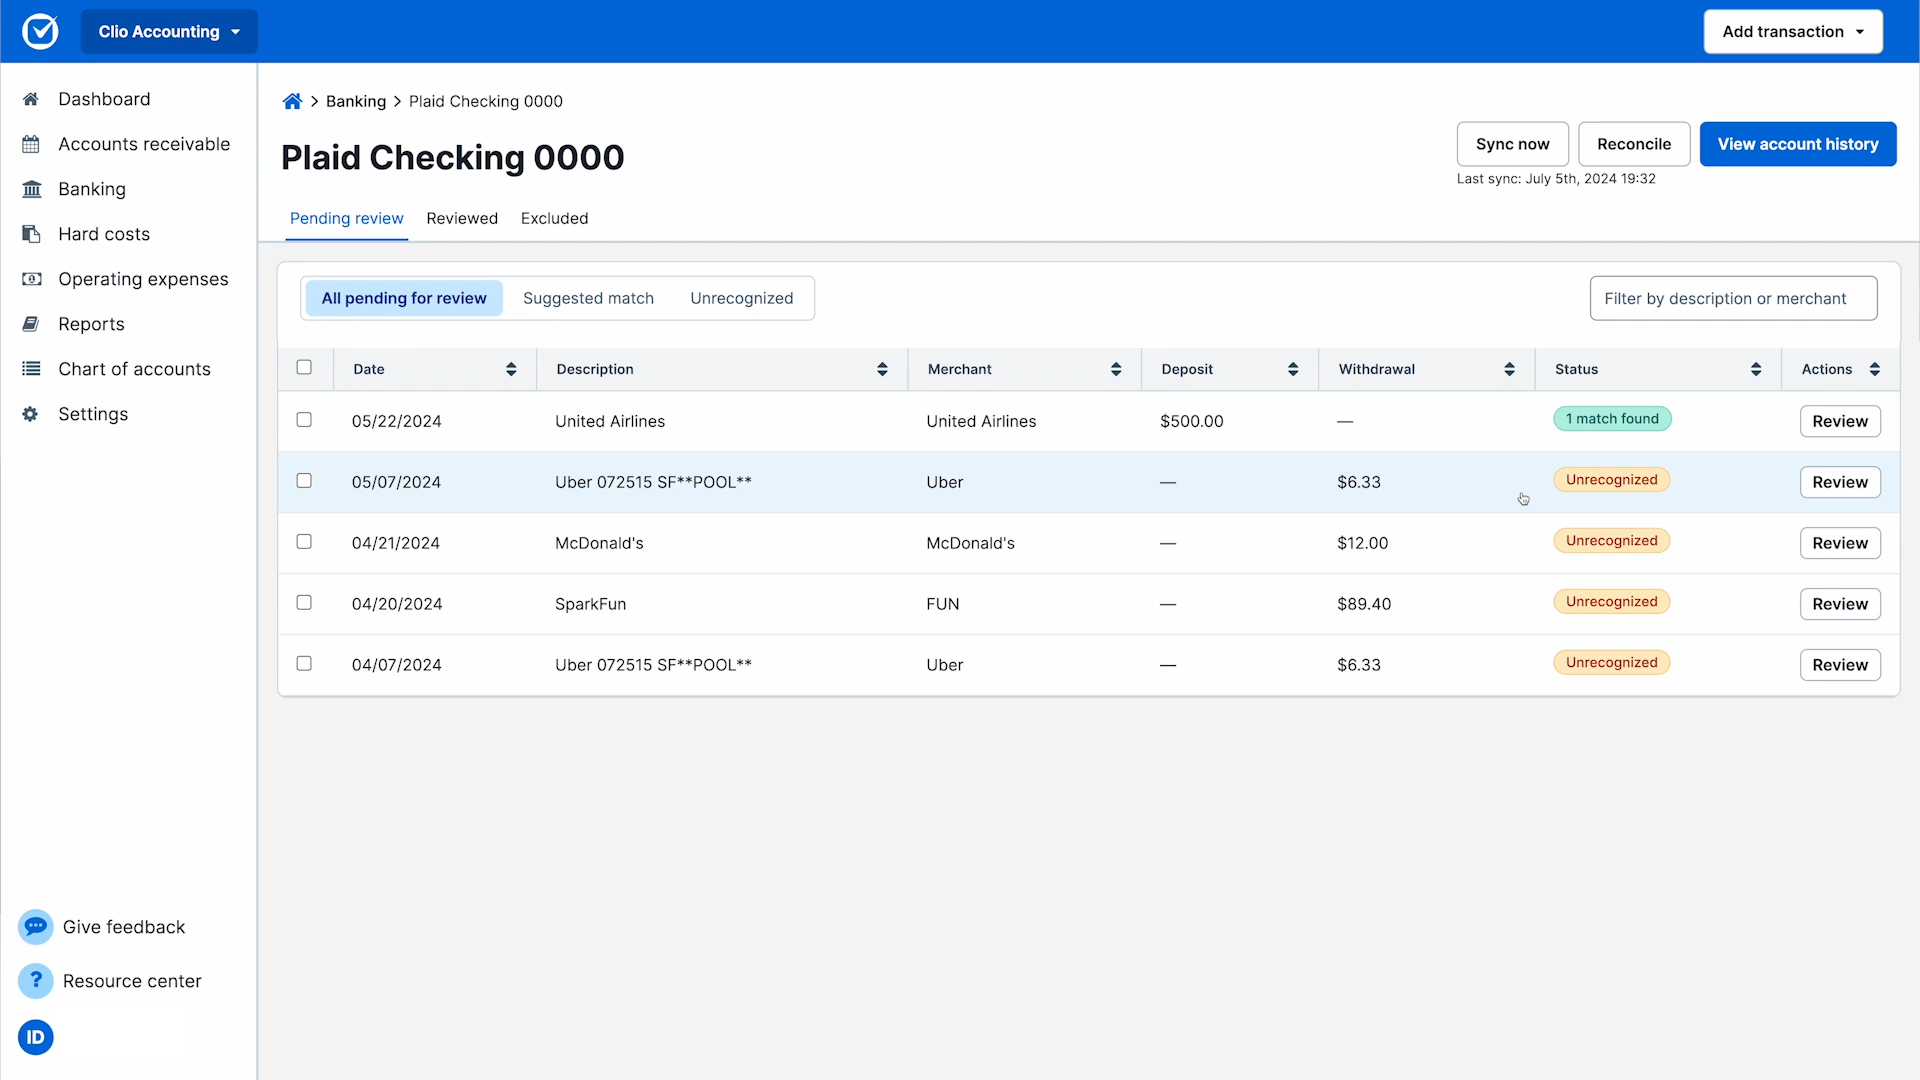 Clio Accounting
Add transaction
Dashboard
Accounts receivable
Banking
Hard costs
Operating expenses
Reports
Chart of accounts
Settings
Give feedback
? Resource center
ID
> Banking > Plaid Checking 0000
Plaid Checking 0000
Sync now Reconcile View account history
Last sync: July 5th, 2024 19:32
Pending review Reviewed Excluded
All pending for review Suggested match Unrecognized Filter by description or merchant
Date Description Merchant Deposit Withdrawal Status Actions
05/22/2024 United Airlines United Airlines $500.00 — 1 match found Review
05/07/2024 Uber 072515 SF**POOL** Uber — $6.33 Unrecognized Review
04/21/2024 McDonald's McDonald's — $12.00 Unrecognized Review
04/20/2024 SparkFun FUN — $89.40 Unrecognized Review
04/07/2024 Uber 072515 SF**POOL** Uber — $6.33 Unrecognized Review